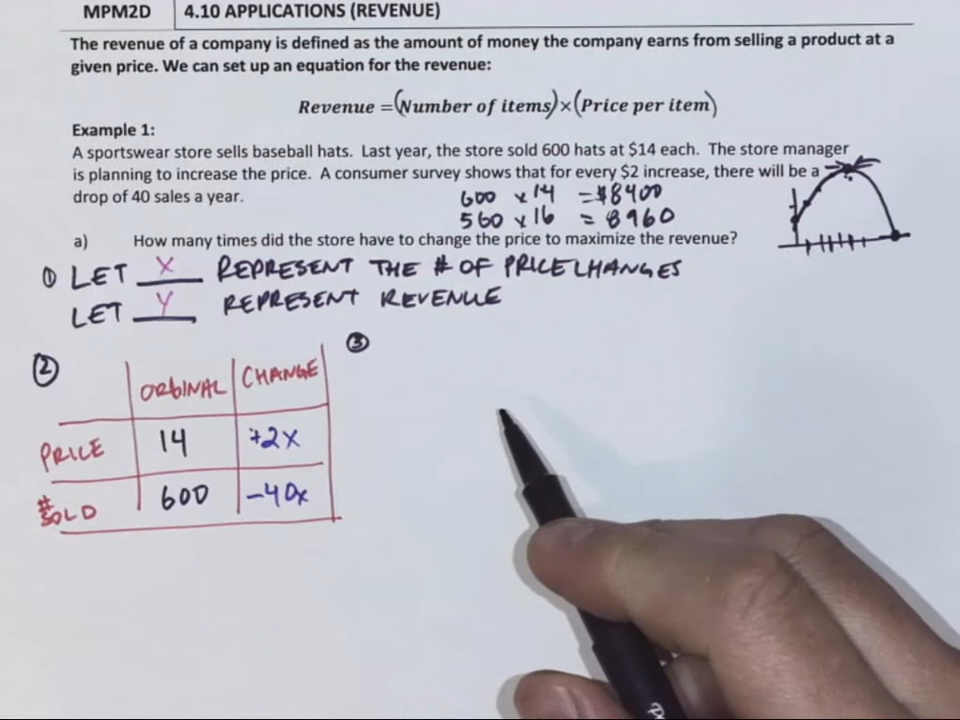 MPM2D 4.10 APPLICATIONS (REVENUE)
The revenue of a company is defined as the amount of money the company earns from selling a product at a
given price. We can set up an equation for the revenue:
Revenue =(Number of items)×(Price per item)
Example 1:
A sportswear store sells baseball hats. Last year, the store sold 600 hats at $14 each. The store manager
is planning to increase the price. A consumer survey shows that for every $2 increase, there will be a
drop of 40 sales a year.
600 x 14 = $8400
560 x 16 = 8960
a) How many times did the store have to change the price to maximize the revenue?
① LET X REPRESENT THE # OF PRICE CHANGES
LET Y REPRESENT REVENUE
② ③
ORGINAL CHANGE
PRICE 14 +2x
# SOLD 600 -40x